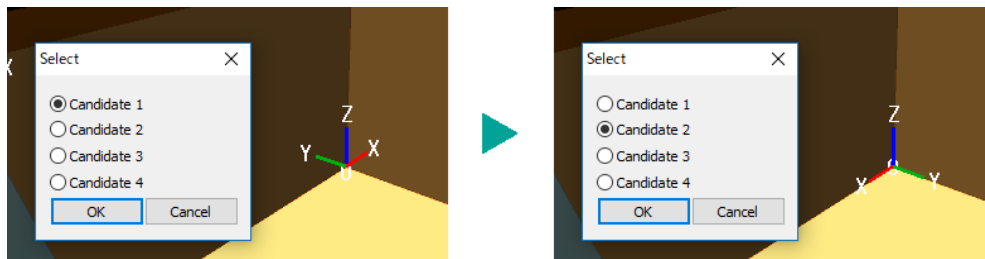 Select
Candidate 1
Candidate 2
Candidate 3
Candidate 4
OK Cancel
X
Z
Y X
Select
Candidate 1
Candidate 2
Candidate 3
Candidate 4
OK Cancel
Z
O
X Y